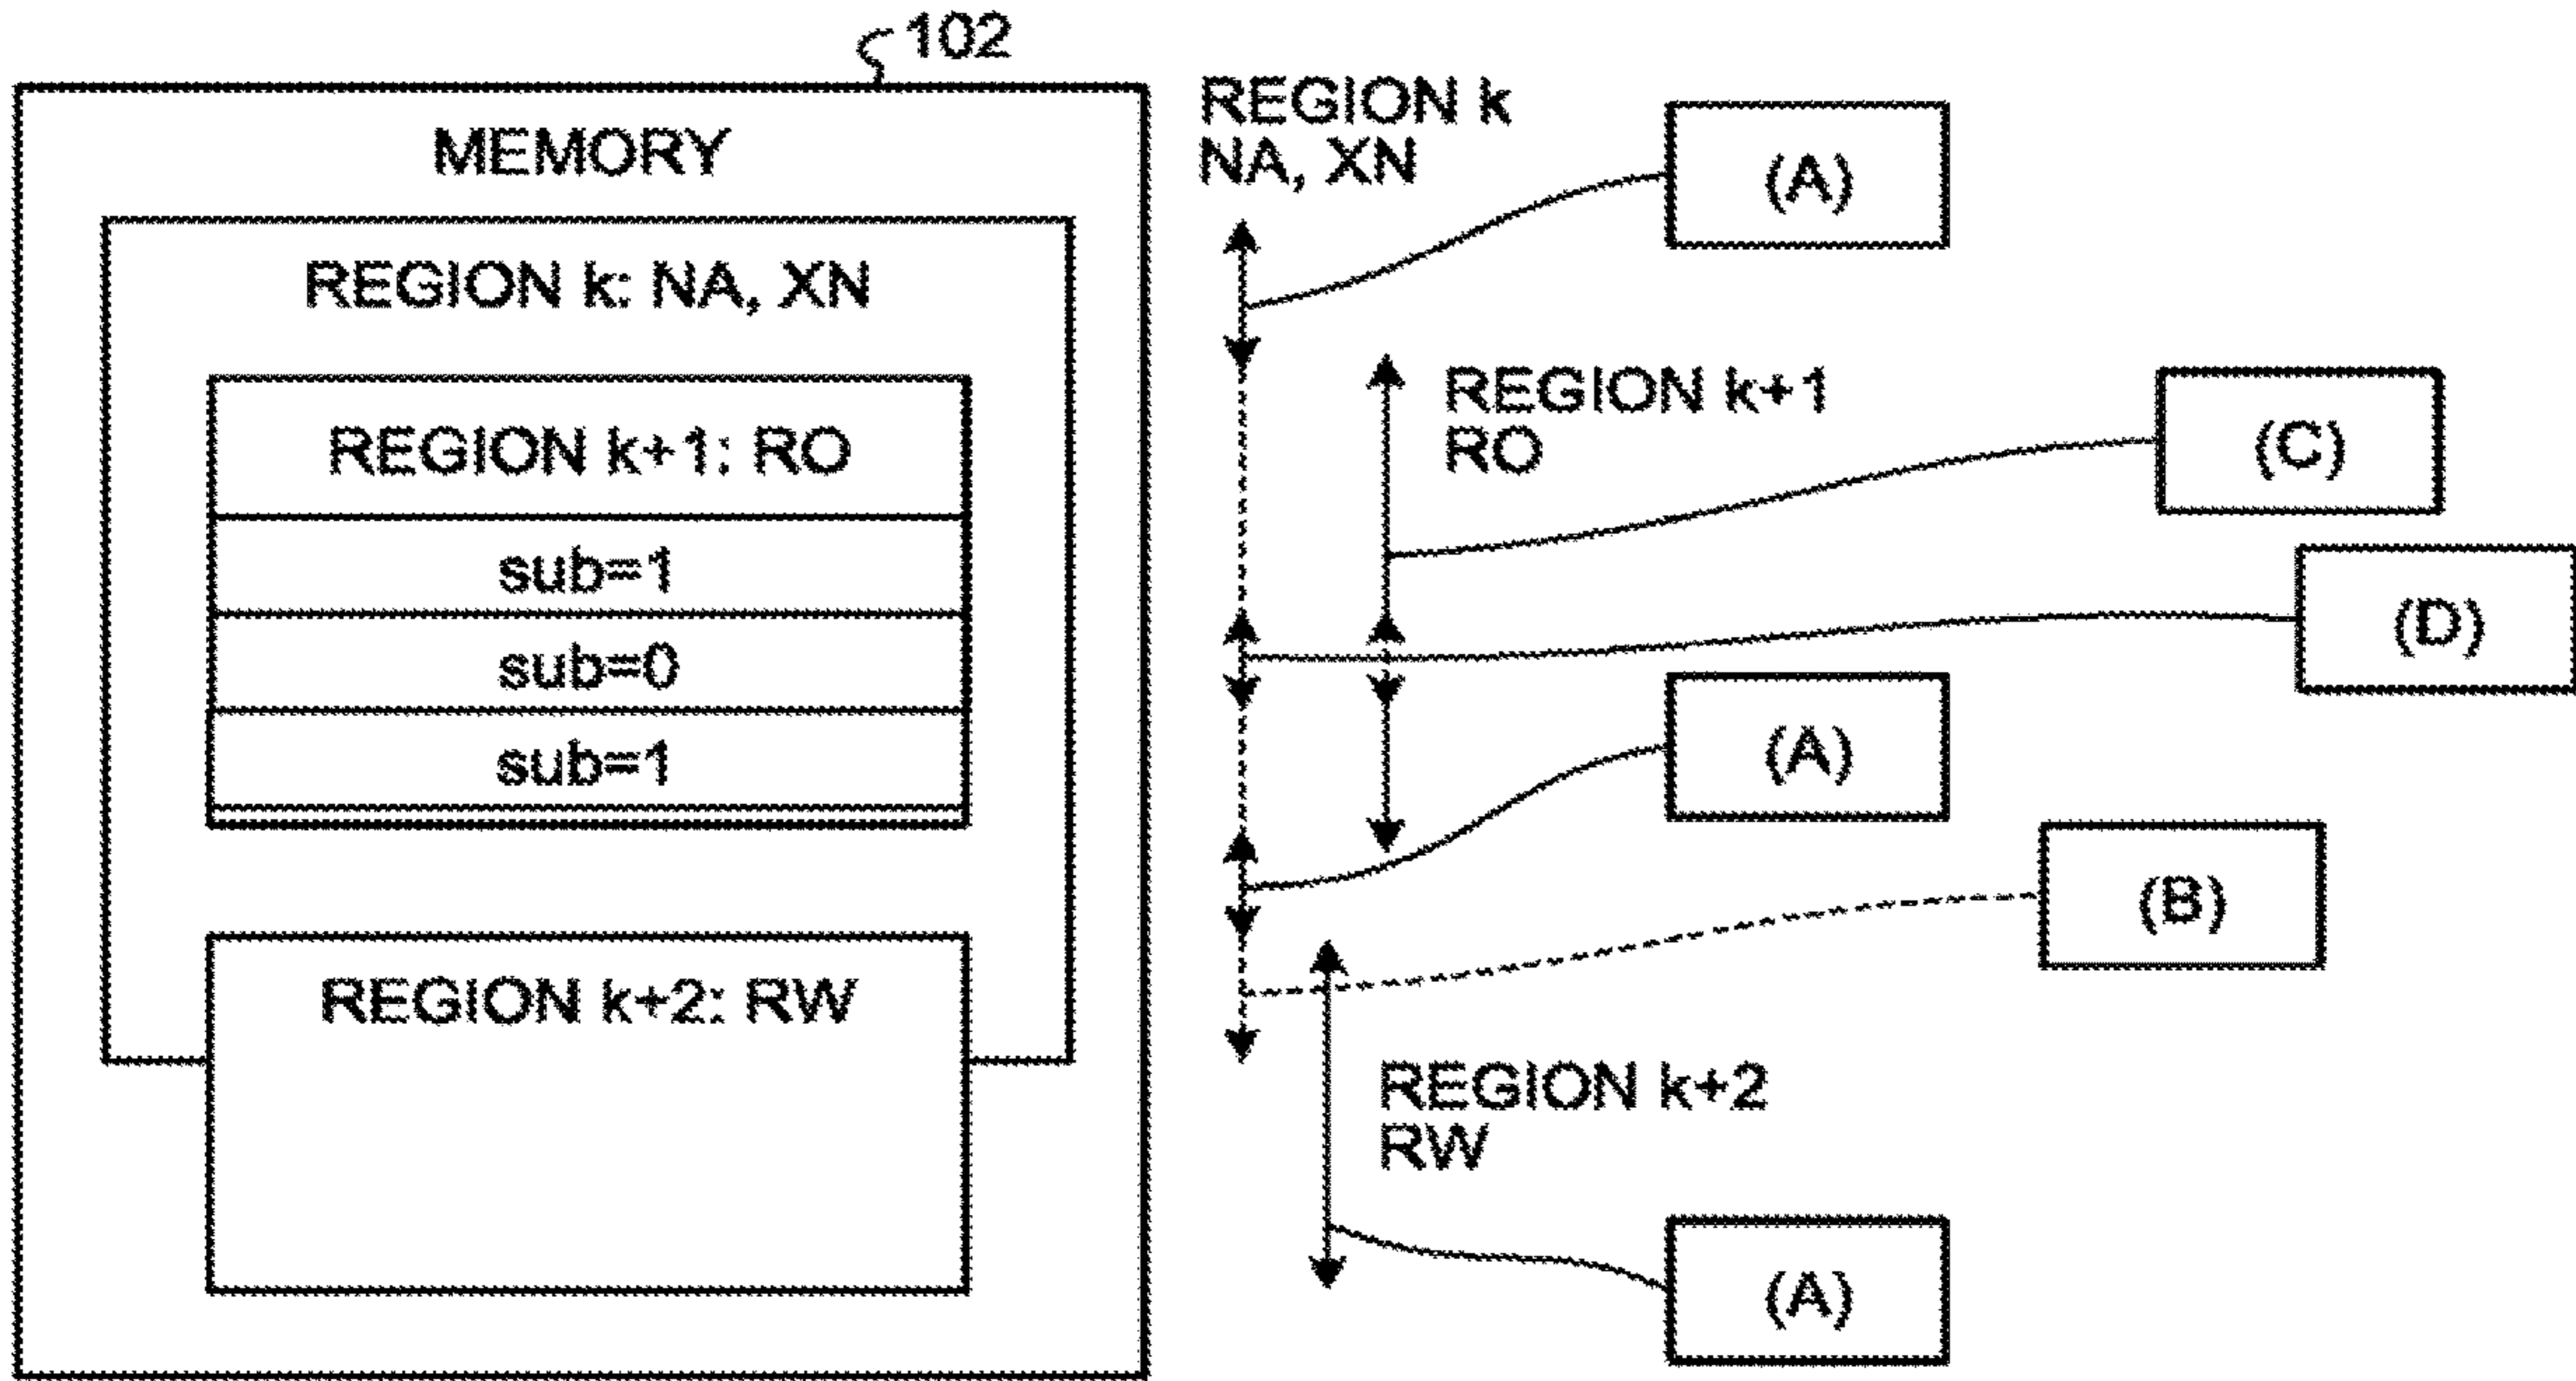 102
MEMORY
REGION k: NA, XN
REGION k+1: RO
sub=1
sub=0
sub=1
REGION k+2: RW
REGION k
NA, XN
(A)
REGION k+1
RO
(C)
(D)
(A)
(B)
REGION k+2
RW
(A)